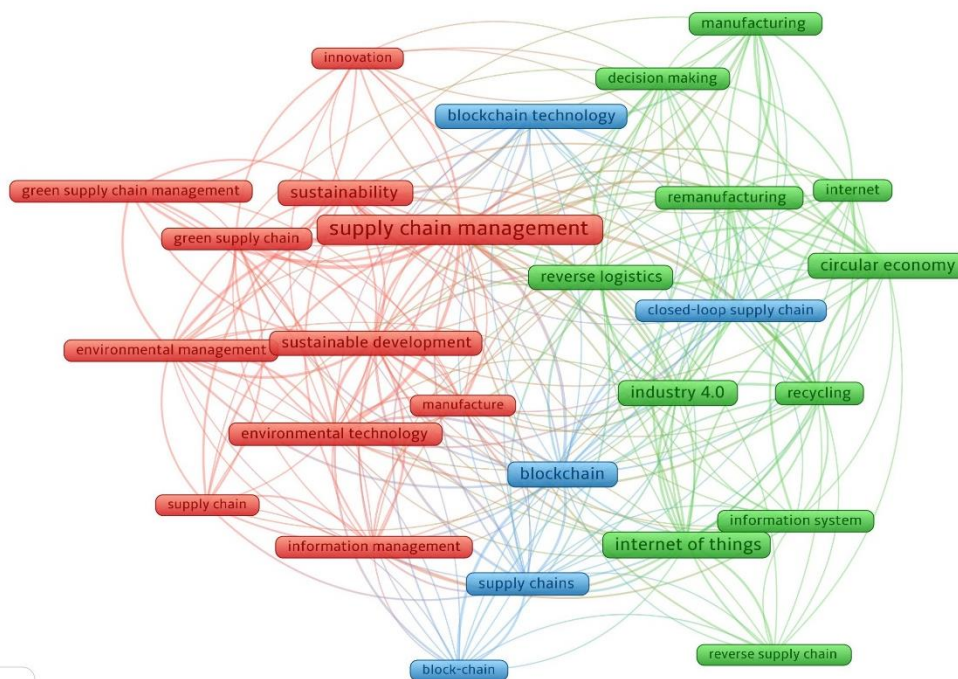 manufacturing
innovation
decision making
blockchain technology
green supply chain management
sustainability
remanufacturing
internet
supply chain management
green supply chain
circular economy
reverse logistics
closed-loop supply chain
sustainable development
environmental management
industry 4.0
recycling
manufacture
environmental technology
blockchain
supply chain
information system
internet of things
information management
supply chains
reverse supply chain
block-chain